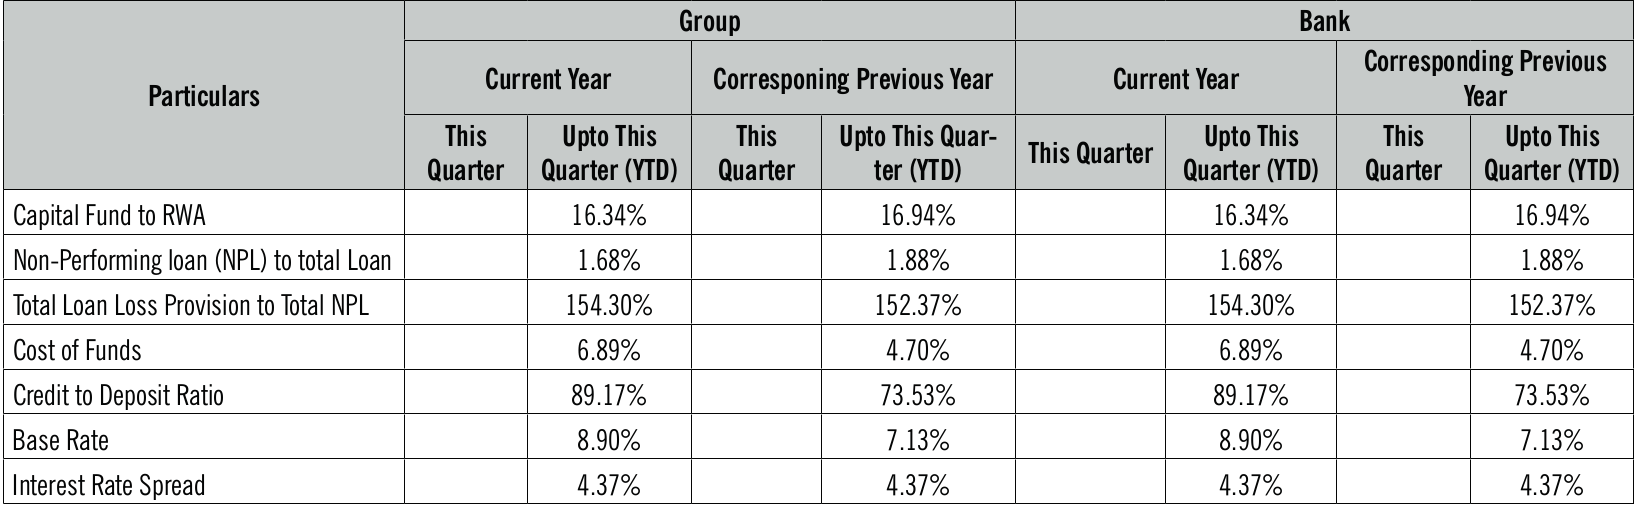 Particulars
Group
Bank
Current Year
Corresponing Previous Year
Current Year
Corresponding Previous
Year
This
Quarter
Upto This
Quarter (YTD)
This
Quarter
Upto This Quar-
ter (YTD)
This Quarter
Upto This
Quarter (YTD)
This
Quarter
Upto This
Quarter (YTD)
Capital Fund to RWA 16.34% 16.94% 16.34% 16.94%
Non-Performing loan (NPL) to total Loan 1.68% 1.88% 1.68% 1.88%
Total Loan Loss Provision to Total NPL 154.30% 152.37% 154.30% 152.37%
Cost of Funds 6.89% 4.70% 6.89% 4.70%
Credit to Deposit Ratio 89.17% 73.53% 89.17% 73.53%
Base Rate 8.90% 7.13% 8.90% 7.13%
Interest Rate Spread 4.37% 4.37% 4.37% 4.37%